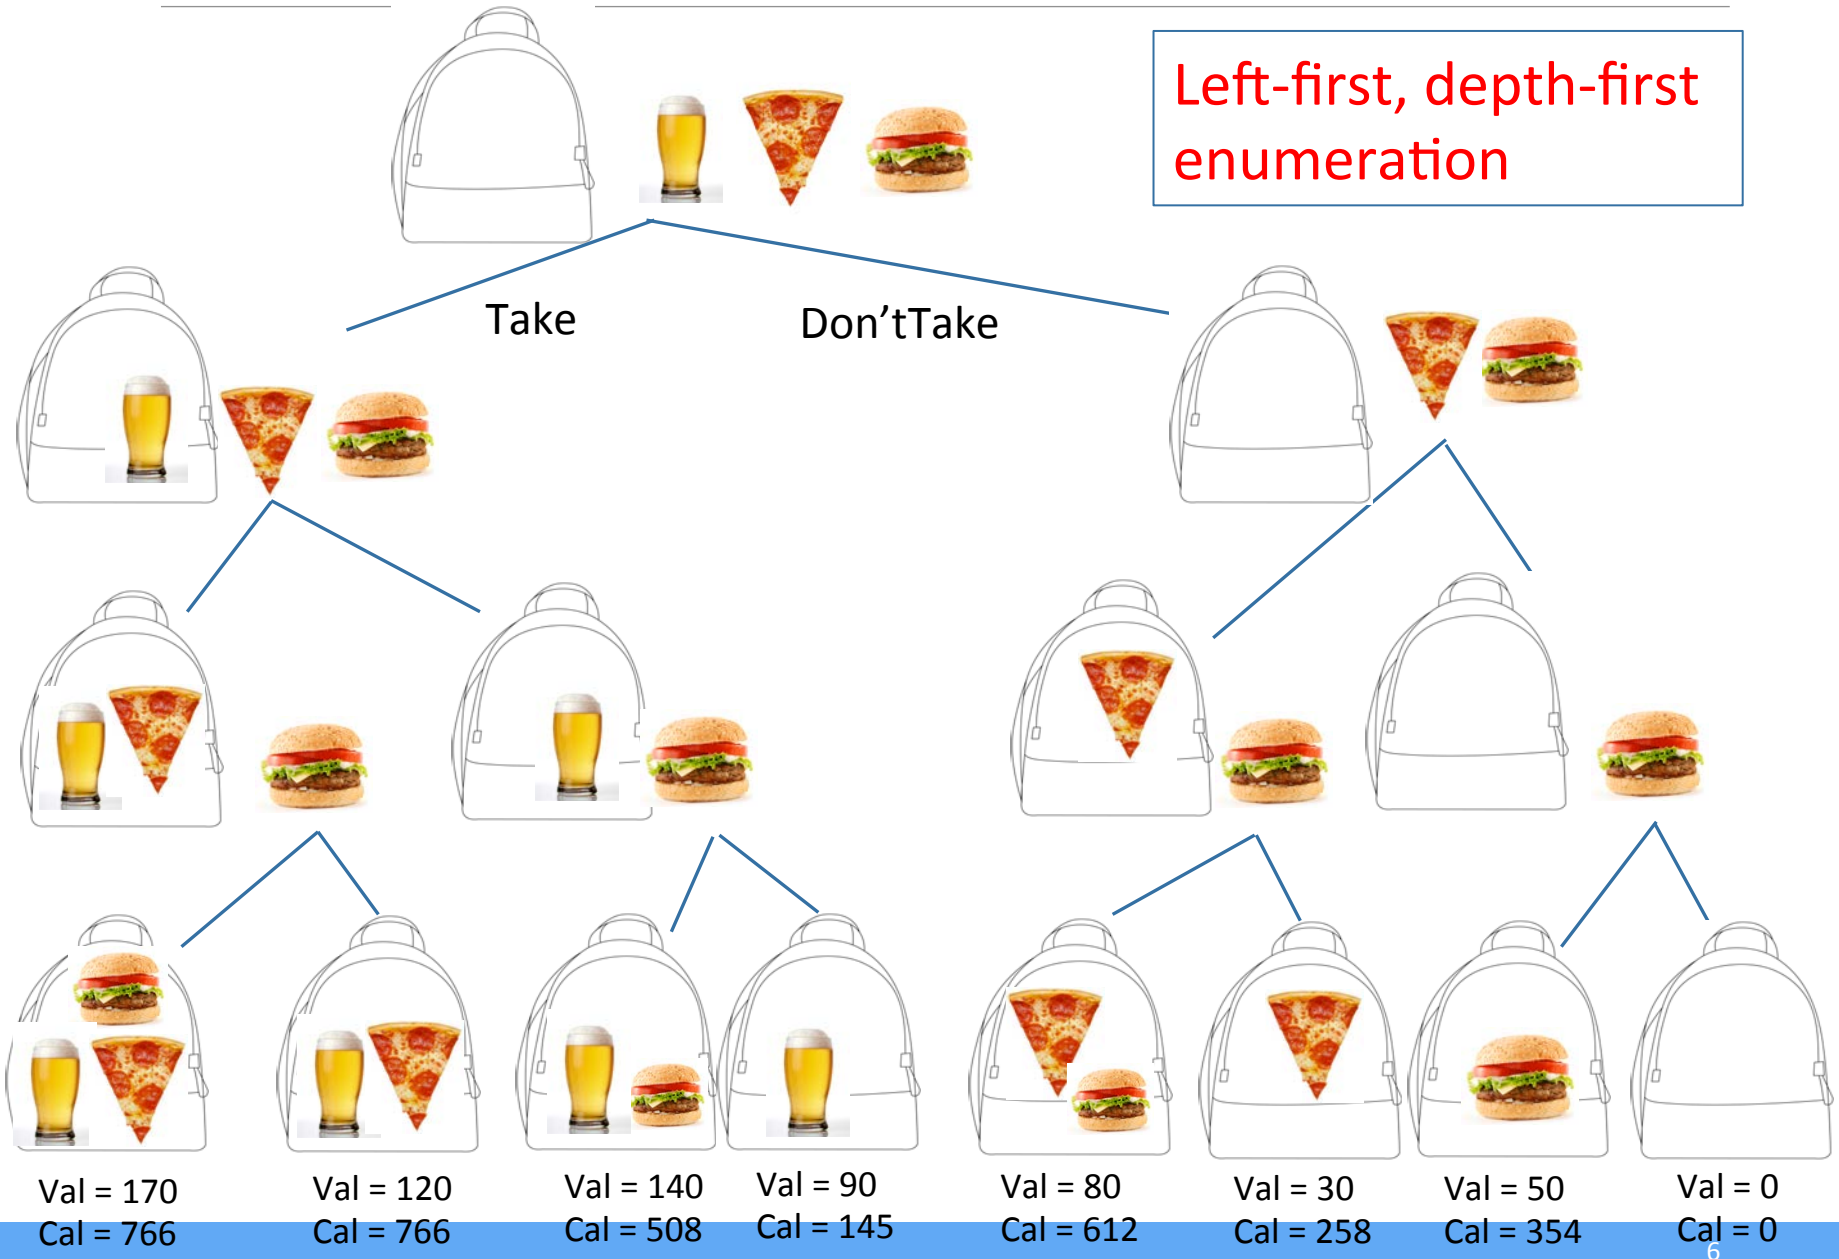 Left-first, depth-first
enumeration
Take
Don'tTake
Val = 170
Cal = 766
Val = 120
Cal = 766
Val = 140
Cal = 508
Val = 90
Cal = 145
Val = 80
Cal = 612
Val = 30
Cal = 258
Val = 50
Cal = 354
Val = 0
Cal = 0
6